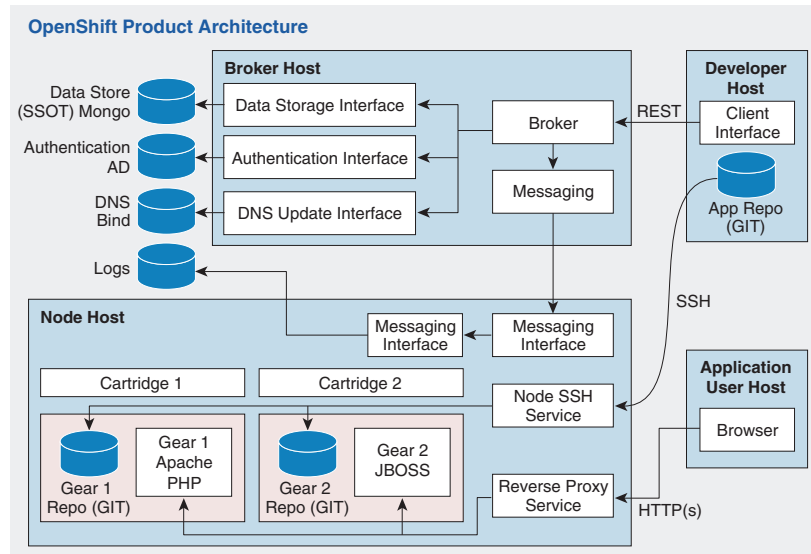 OpenShift Product Architecture
Broker Host
Data Store
(SSOT) Mongo
Data Storage Interface
Authentication
AD
Authentication Interface
DNS
Bind
DNS Update Interface
Broker
Messaging
REST
Developer
Host
Client
Interface
App Repo
(GIT)
Logs
SSH
Node Host
Messaging
Interface
Messaging
Interface
Cartridge 1
Cartridge 2
Node SSH
Service
Gear 1
Repo (GIT)
Gear 1
Apache
PHP
Gear 2
Repo (GIT)
Gear 2
JBOSS
Reverse Proxy
Service
HTTP(s)
Application
User Host
Browser